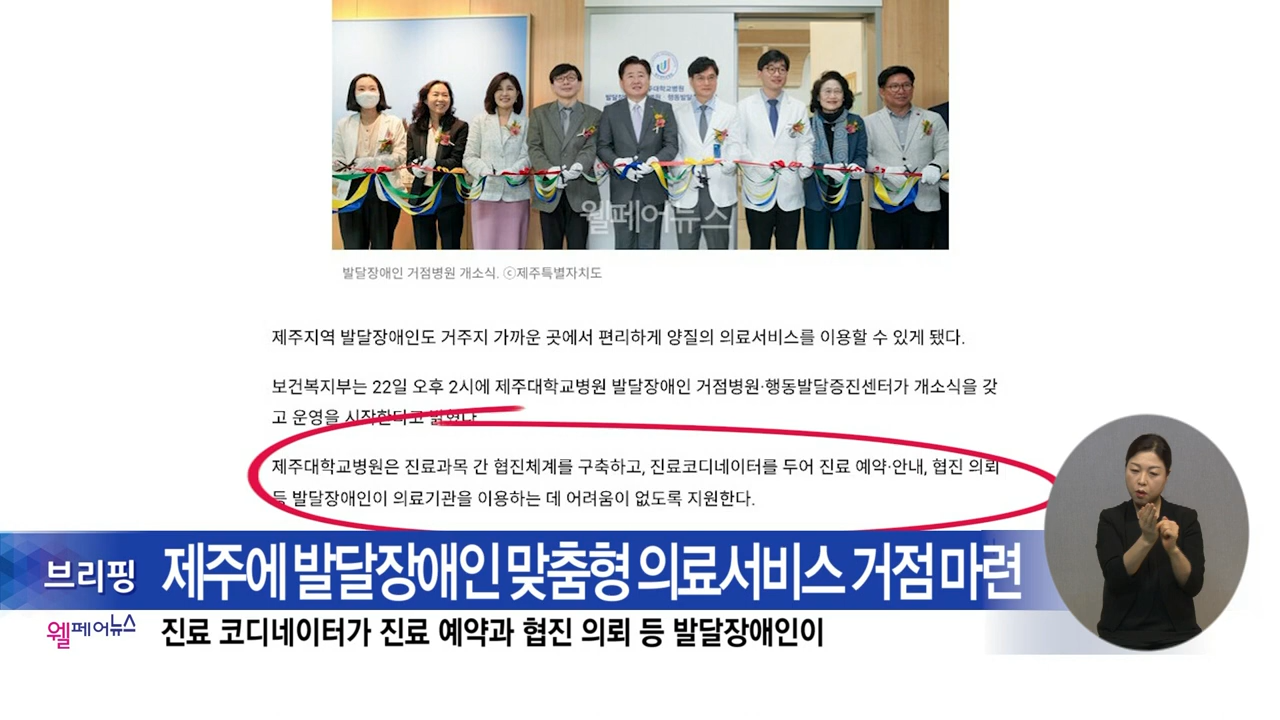 제주대학교병원
웰페어뉴스
발달장애인 거점병원 개소식. ⓒ제주특별자치도
제주지역 발달장애인도 거주지 가까운 곳에서 편리하게 양질의 의료서비스를 이용할 수 있게 됐다.
보건복지부는 22일 오후 2시에 제주대학교병원 발달장애인 거점병원·행동발달증진센터가 개소식을 갖
고 운영을 시작한다고 밝혔다.
제주대학교병원은 진료과목 간 협진체계를 구축하고, 진료코디네이터를 두어 진료 예약·안내, 협진 의뢰
등 발달장애인이 의료기관을 이용하는 데 어려움이 없도록 지원한다.
브리핑 제주에 발달장애인 맞춤형 의료서비스 거점 마련
웰페어뉴스 진료 코디네이터가 진료 예약과 협진 의뢰 등 발달장애인이